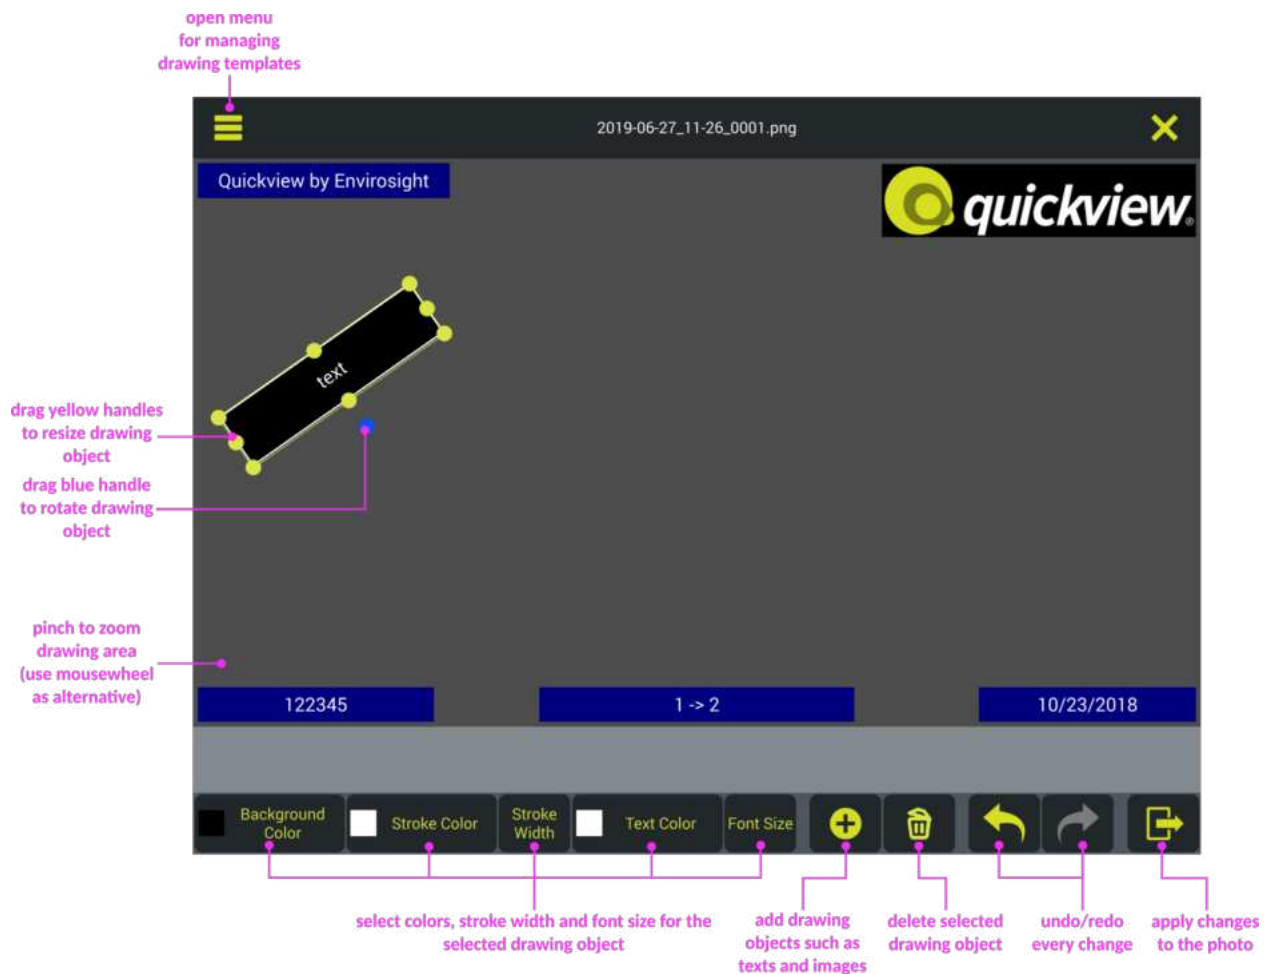 open menu
for managing
drawing templates
2019-06-27_11-26_0001.png
Quickview by Envirosight
quickview®
text
drag yellow handles
to resize drawing
object
drag blue handle
to rotate drawing
object
pinch to zoom
drawing area
(use mousewheel
as alternative)
122345
1 -> 2
10/23/2018
Background
Color
Stroke Color
Stroke
Width
Text Color
Font Size
select colors, stroke width and font size for the
selected drawing object
add drawing
objects such as
texts and images
delete selected
drawing object
undo/redo
every change
apply changes
to the photo